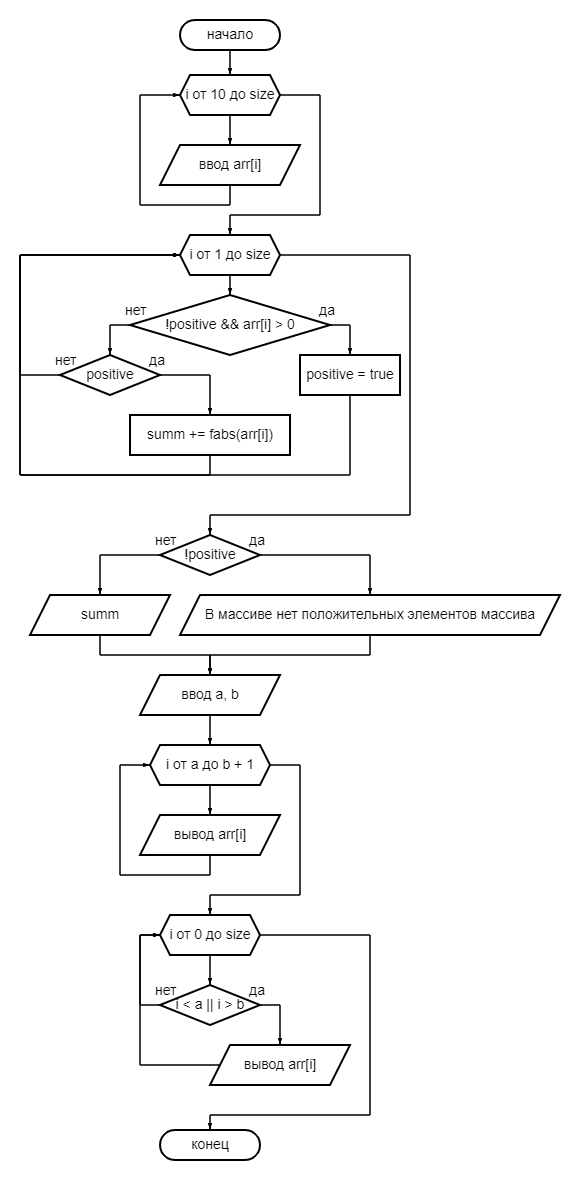 начало
i от 10 до size
ввод arr[i]
i от 1 до size
нет
да
!positive && arr[i] > 0
нет
да
positive
positive = true
summ += fabs(arr[i])
нет
да
!positive
summ
В массиве нет положительных элементов массива
ввод a, b
i от a до b + 1
вывод arr[i]
i от 0 до size
нет
да
i < a || i > b
вывод arr[i]
конец